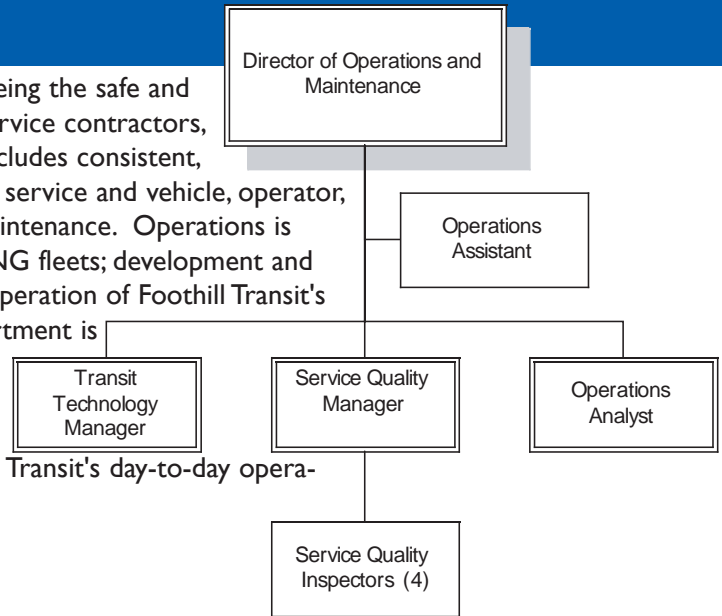 Director of Operations and
Maintenance
eing the safe and
rvice contractors,
cludes consistent,
service and vehicle, operator,
intenance. Operations is
NG fleets; development and
peration of Foothill Transit's
rtment is
Operations
Assistant
Transit
Technology
Manager
Service Quality
Manager
Operations
Analyst
Transit's day-to-day opera-
Service Quality
Inspectors (4)